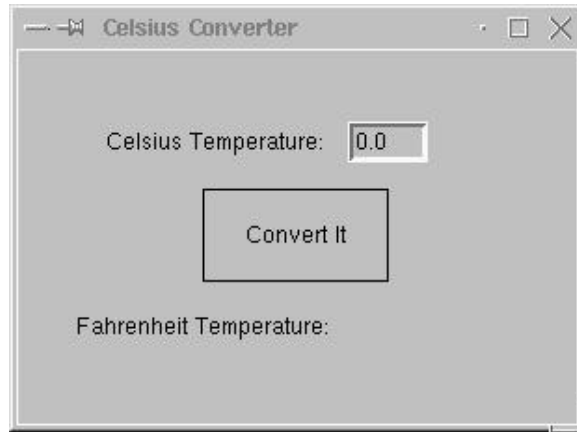 Celsius Converter
Celsius Temperature: 0.0
Convert It
Fahrenheit Temperature: